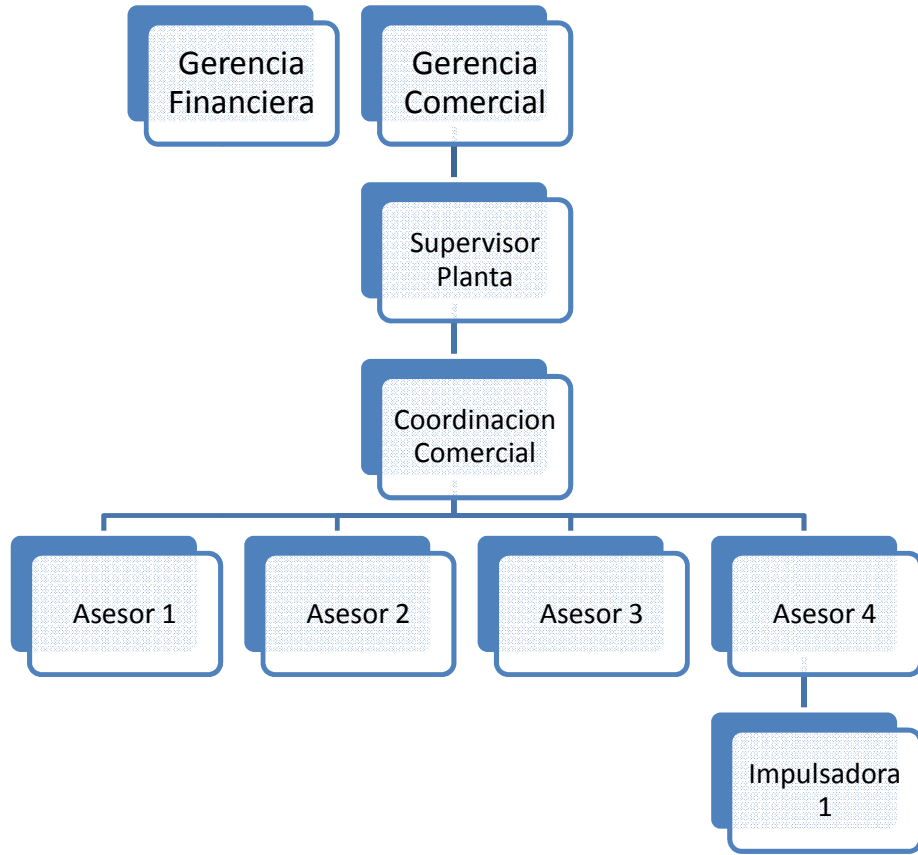 Gerencia
Financiera
Gerencia
Comercial
Supervisor
Planta
Coordinacion
Comercial
Asesor 1
Asesor 2
Asesor 3
Asesor 4
Impulsadora
1